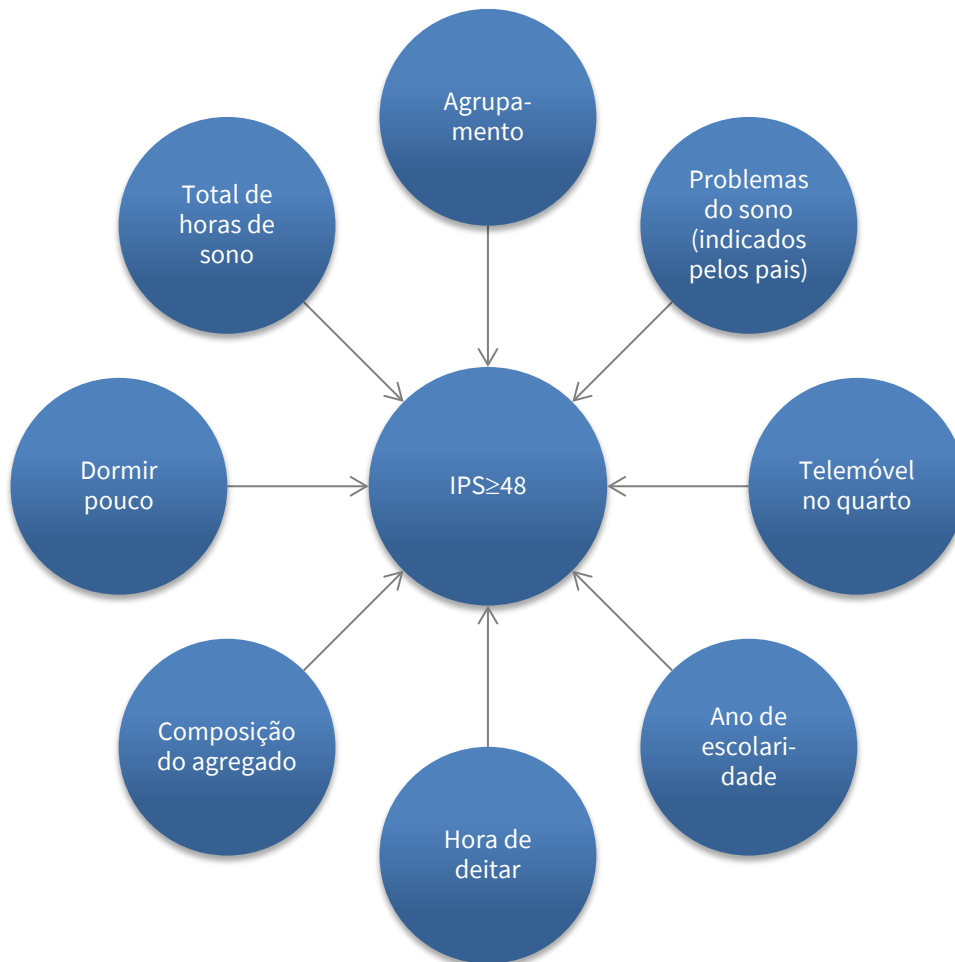 Agrupa-
mento
Total de
horas de
sono
Problemas
do sono
(indicados
pelos pais)
Dormir
pouco
IPS≥48
Telemóvel
no quarto
Composição
do agregado
Ano de
escolari-
dade
Hora de
deitar